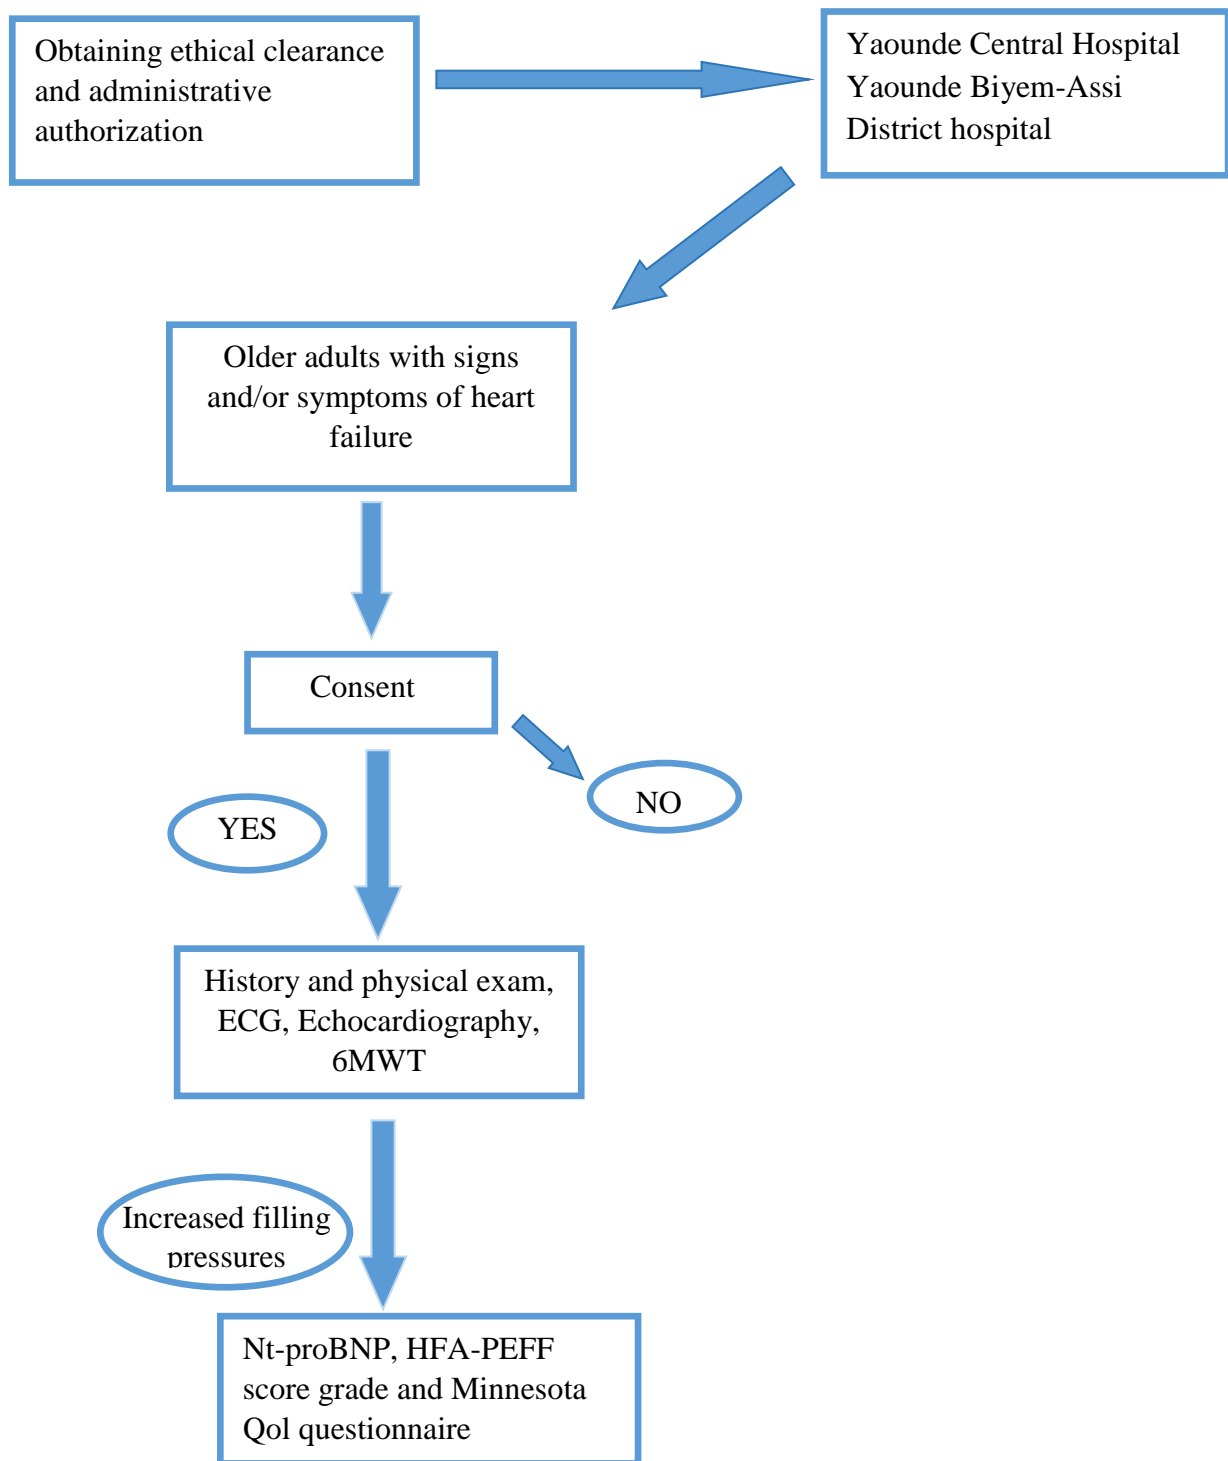 Obtaining ethical clearance
and administrative
authorization
Yaounde Central Hospital
Yaounde Biyem-Assi
District hospital
Older adults with signs
and/or symptoms of heart
failure
Consent
NO
YES
History and physical exam,
ECG, Echocardiography,
6MWT
Increased filling
pressures
Nt-proBNP, HFA-PEFF
score grade and Minnesota
Qol questionnaire